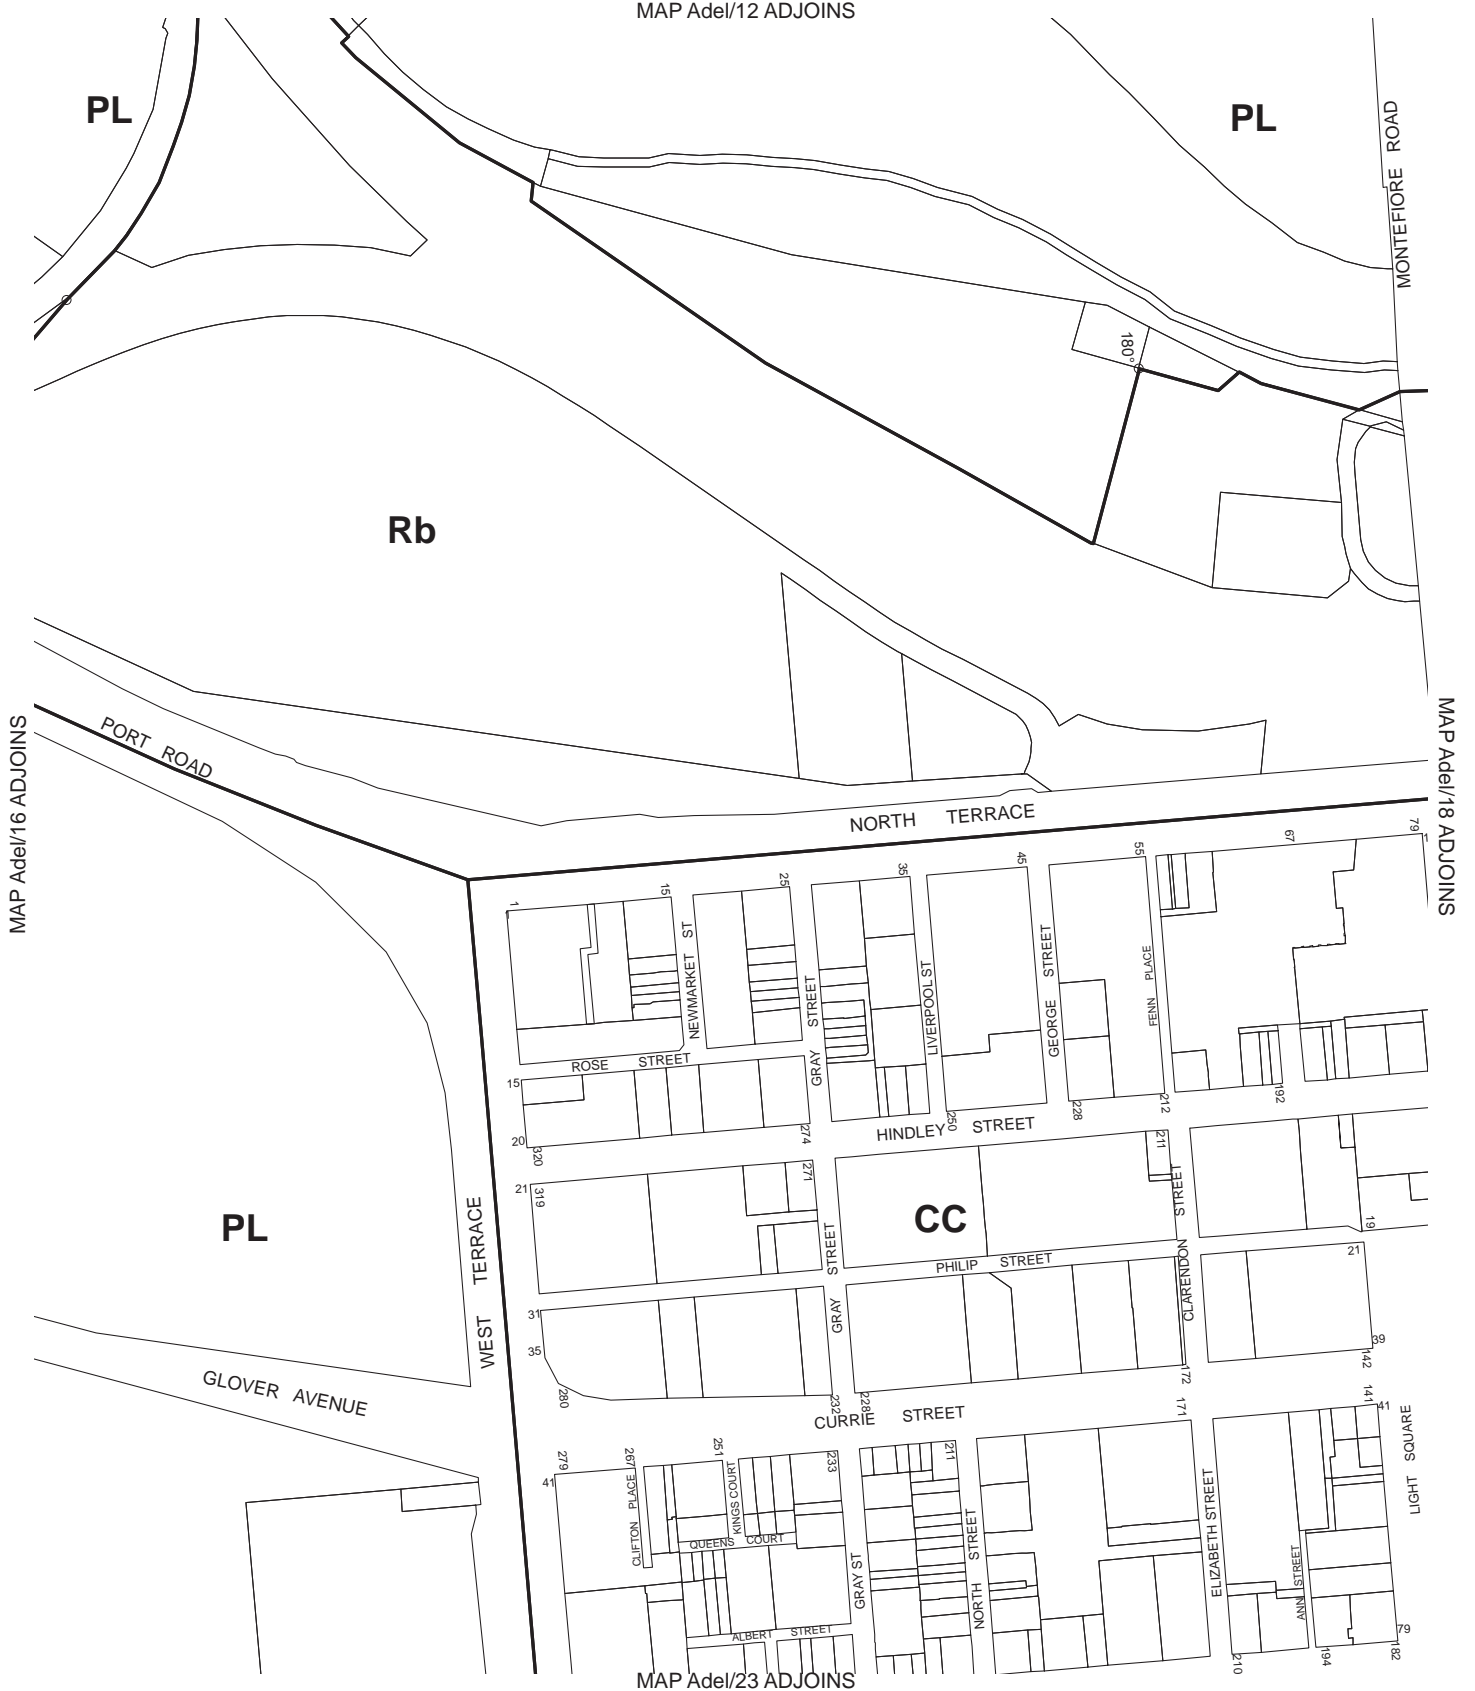 MAP Adel/12 ADJOINS
PL
PL
MONTEFIORE ROAD
180°
Rb
MAP Adel/16 ADJOINS
MAP Adel/18 ADJOINS
PORT ROAD
NORTH TERRACE
79
1
67
55
45
35
25
15
1
1
NEWMARKET ST
GRAY STREET
LIVERPOOL ST
GEORGE STREET
FENN PLACE
ROSE STREET
15
20
320
274
250
228
212
192
HINDLEY STREET
21
319
271
211
CC
PL
WEST TERRACE
GRAY STREET
PHILIP STREET
CLARENDON STREET
19
21
31
35
280
232
228
172
39
142
GLOVER AVENUE
CURRIE STREET
279
41
267
251
233
211
171
141
41
LIGHT SQUARE
CLIFTON PLACE
KINGS COURT
QUEENS COURT
GRAY ST
NORTH STREET
ELIZABETH STREET
ANN STREET
ALBERT STREET
210
194
79
182
MAP Adel/23 ADJOINS